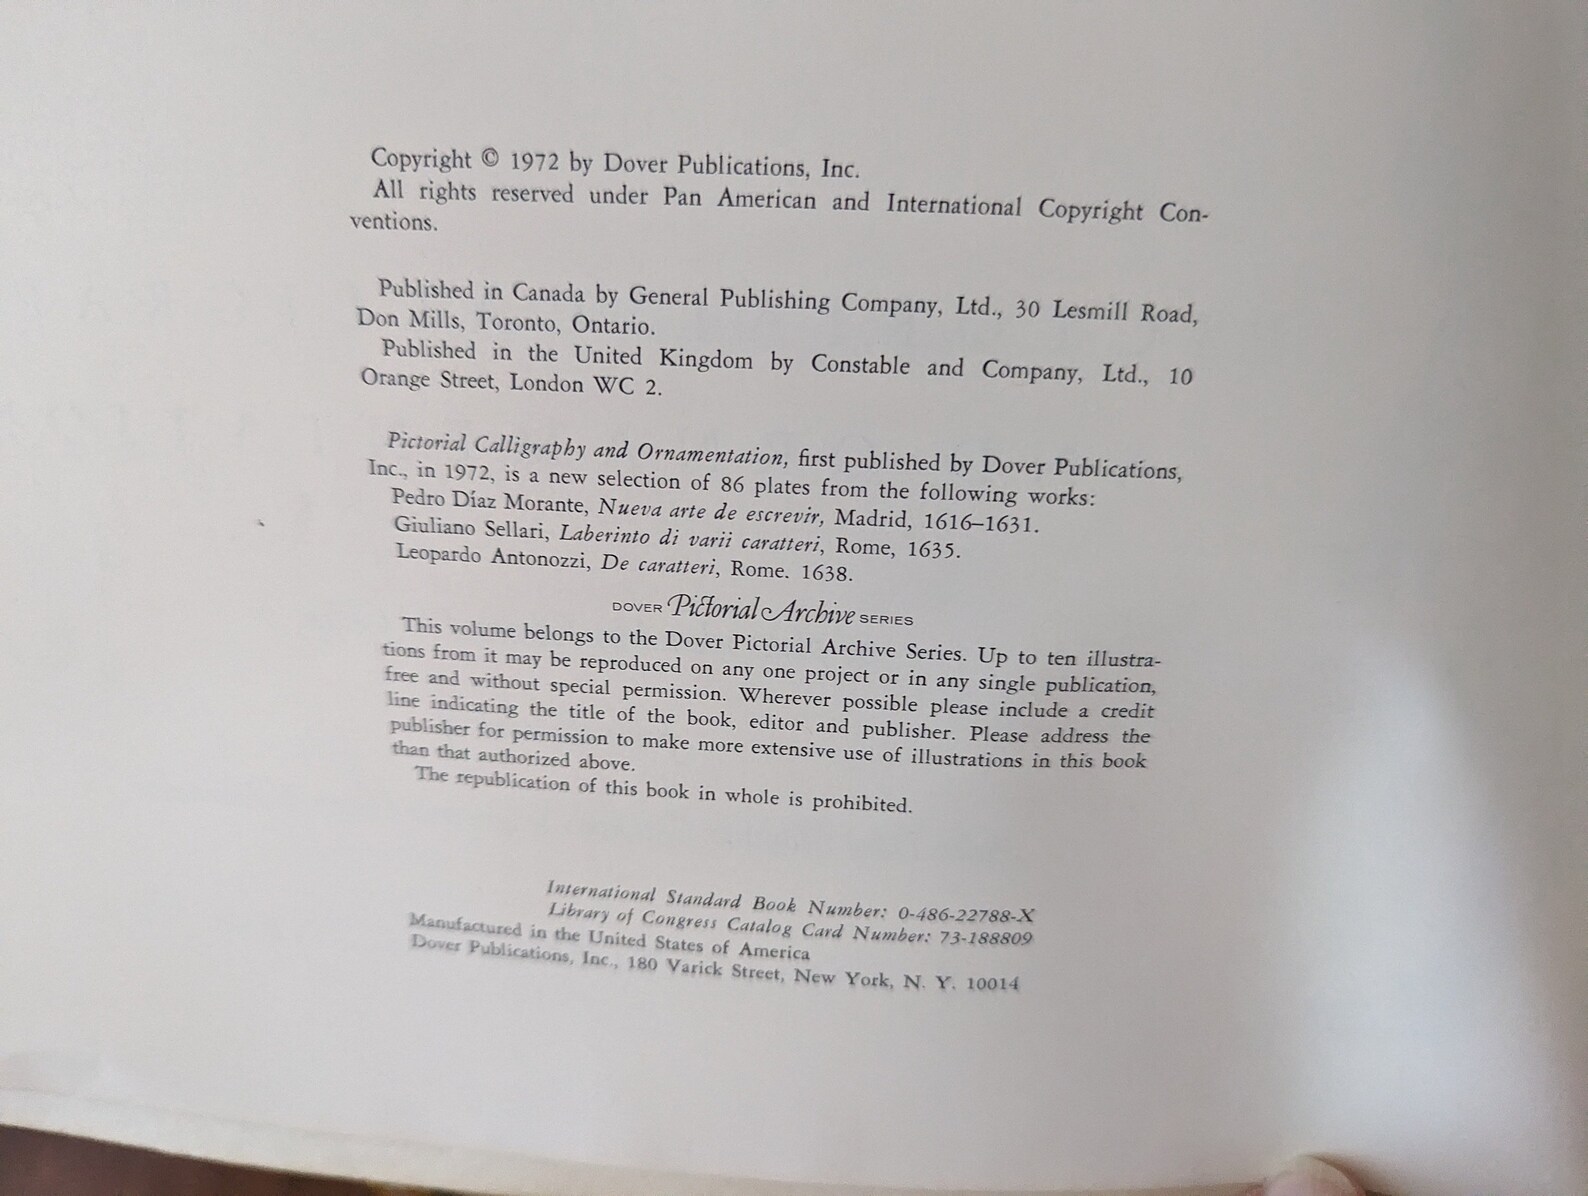 Copyright © 1972 by Dover Publications, Inc.
All rights reserved under Pan American and International Copyright Con-
ventions.
Published in Canada by General Publishing Company, Ltd., 30 Lesmill Road,
Don Mills, Toronto, Ontario.
Published in the United Kingdom by Constable and Company, Ltd., 10
Orange Street, London WC 2.
Pictorial Calligraphy and Ornamentation, first published by Dover Publications,
Inc., in 1972, is a new selection of 86 plates from the following works:
Pedro Díaz Morante, Nueva arte de escrevir, Madrid, 1616–1631.
Giuliano Sellari, Laberinto di varii caratteri, Rome, 1635.
Leopardo Antonozzi, De caratteri, Rome. 1638.
DOVER Pictorial Archive SERIES
This volume belongs to the Dover Pictorial Archive Series. Up to ten illustra-
tions from it may be reproduced on any one project or in any single publication,
free and without special permission. Wherever possible please include a credit
line indicating the title of the book, editor and publisher. Please address the
publisher for permission to make more extensive use of illustrations in this book
than that authorized above.
The republication of this book in whole is prohibited.
International Standard Book Number: 0-486-22788-X
Library of Congress Catalog Card Number: 73-188809
Manufactured in the United States of America
Dover Publications, Inc., 180 Varick Street, New York, N. Y. 10014